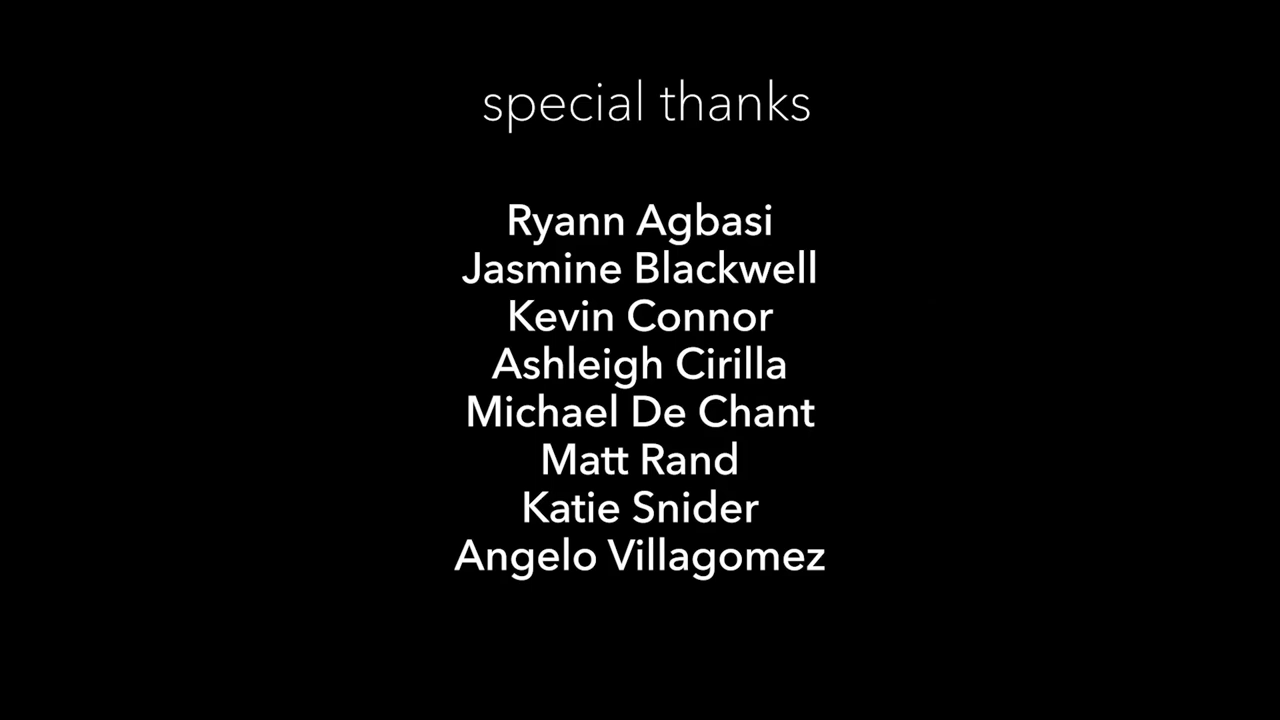 special thanks
Ryann Agbasi
Jasmine Blackwell
Kevin Connor
Ashleigh Cirilla
Michael De Chant
Matt Rand
Katie Snider
Angelo Villagomez